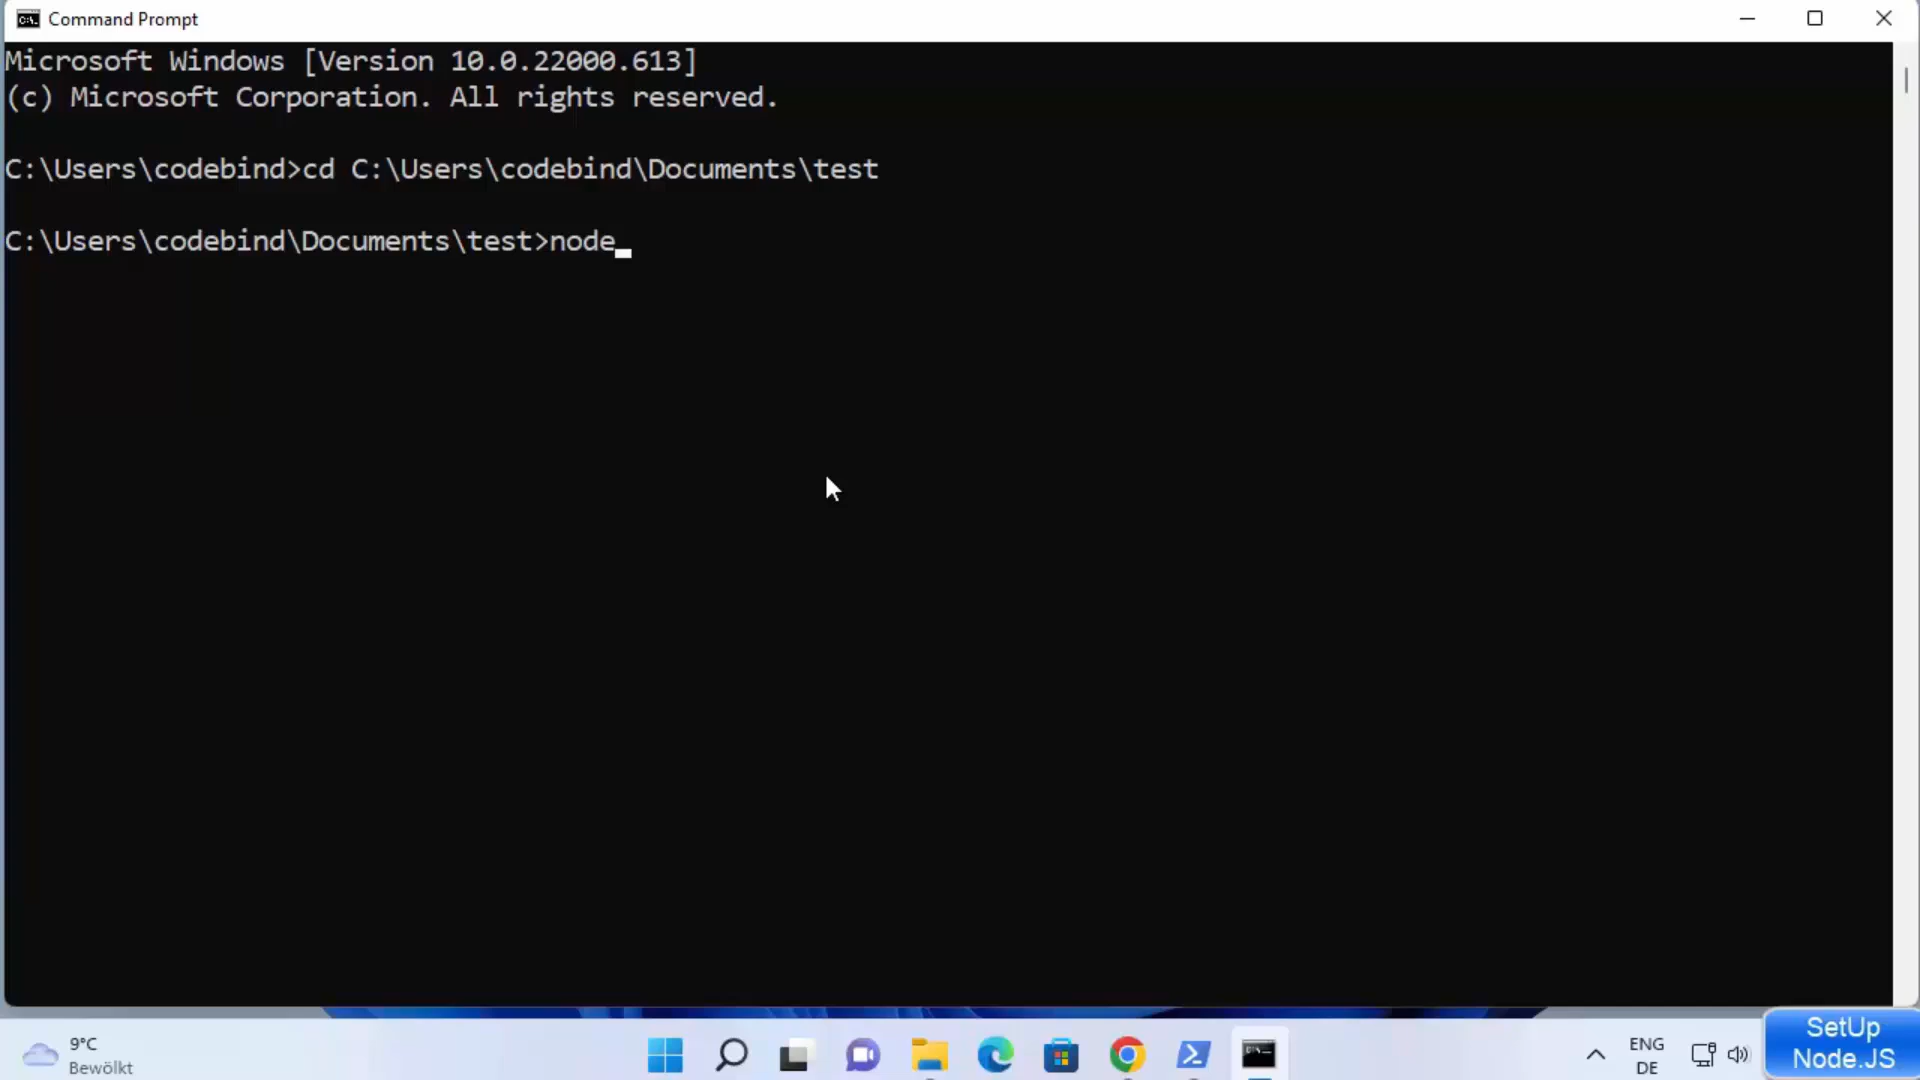 Command Prompt
Microsoft Windows [Version 10.0.22000.613]
(c) Microsoft Corporation. All rights reserved.
C:\Users\codebind>cd C:\Users\codebind\Documents\test
C:\Users\codebind\Documents\test>node
9°C
Bewölkt
ENG
DE
SetUp
Node.JS